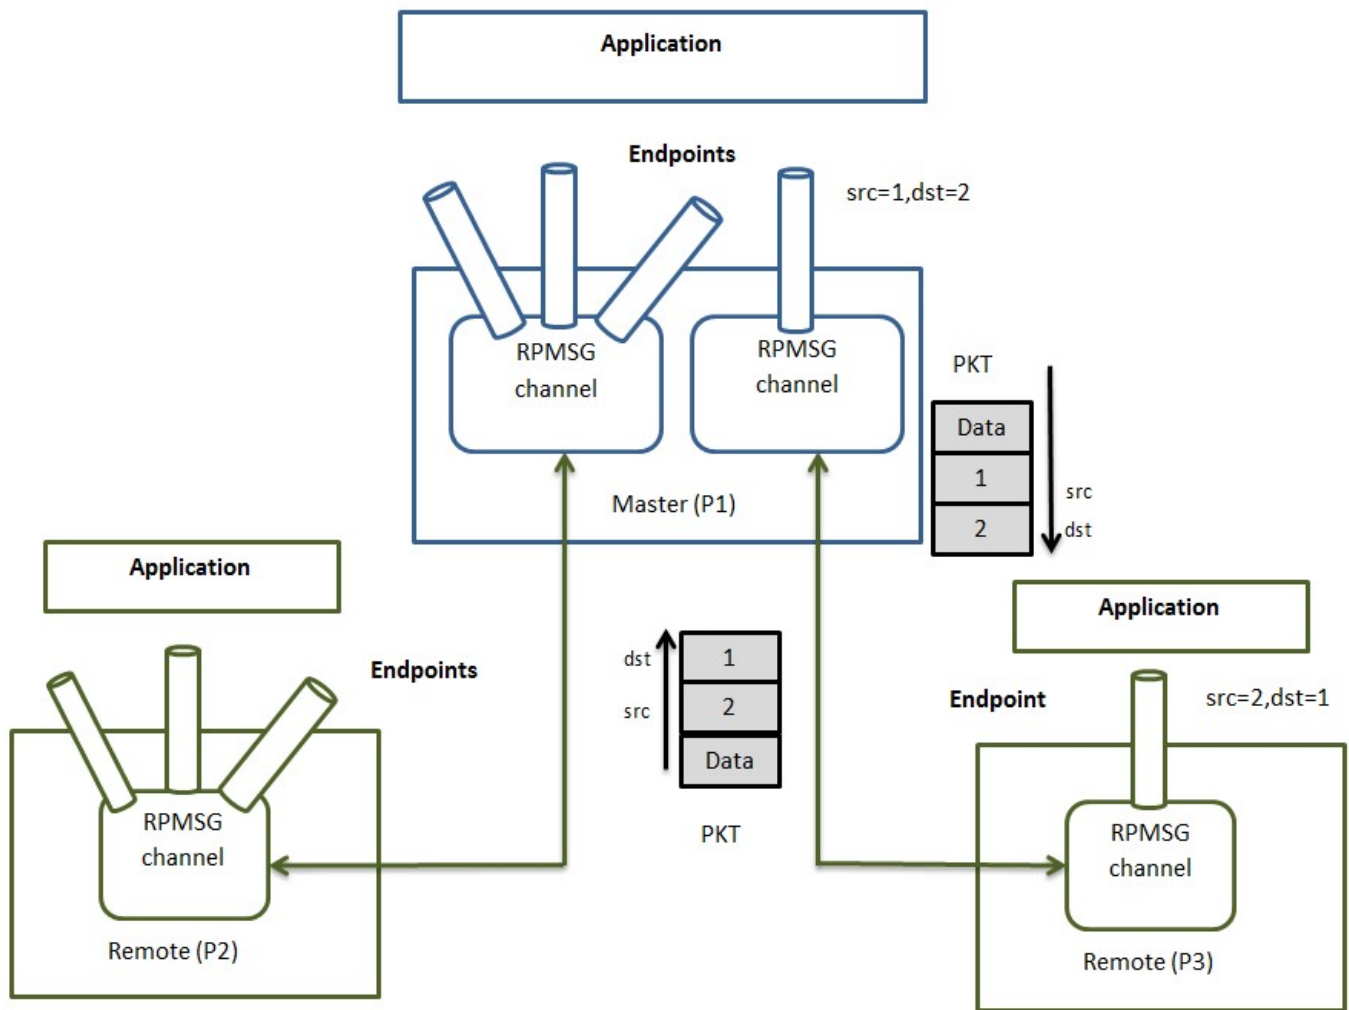 Application
Endpoints
src=1,dst=2
RPMSG
channel
RPMSG
channel
PKT
Data
1
src
2
dst
Master (P1)
Application
Endpoints
RPMSG
channel
Remote (P2)
dst
1
src
2
Data
PKT
Application
Endpoint
src=2,dst=1
RPMSG
channel
Remote (P3)